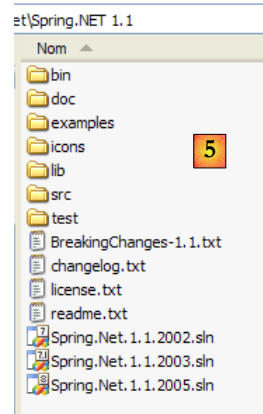 et\Spring.NET 1.1
Nom
bin
doc
examples
icons
5
lib
src
test
BreakingChanges-1.1.txt
changelog.txt
license.txt
readme.txt
Spring.Net.1.1.2002.sln
Spring.Net.1.1.2003.sln
Spring.Net.1.1.2005.sln